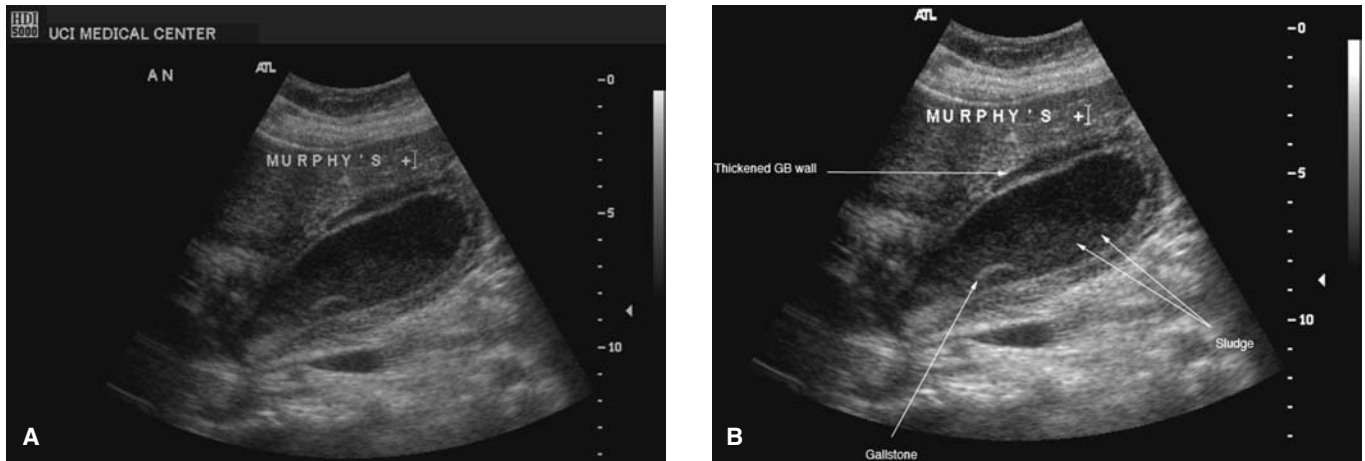 HDI
5000
UCI MEDICAL CENTER
AN
ATL
MURPHY'S +
0
5
10
A
ATL
MURPHY'S +
Thickened GB wall
0
5
10
Sludge
Gallstone
B